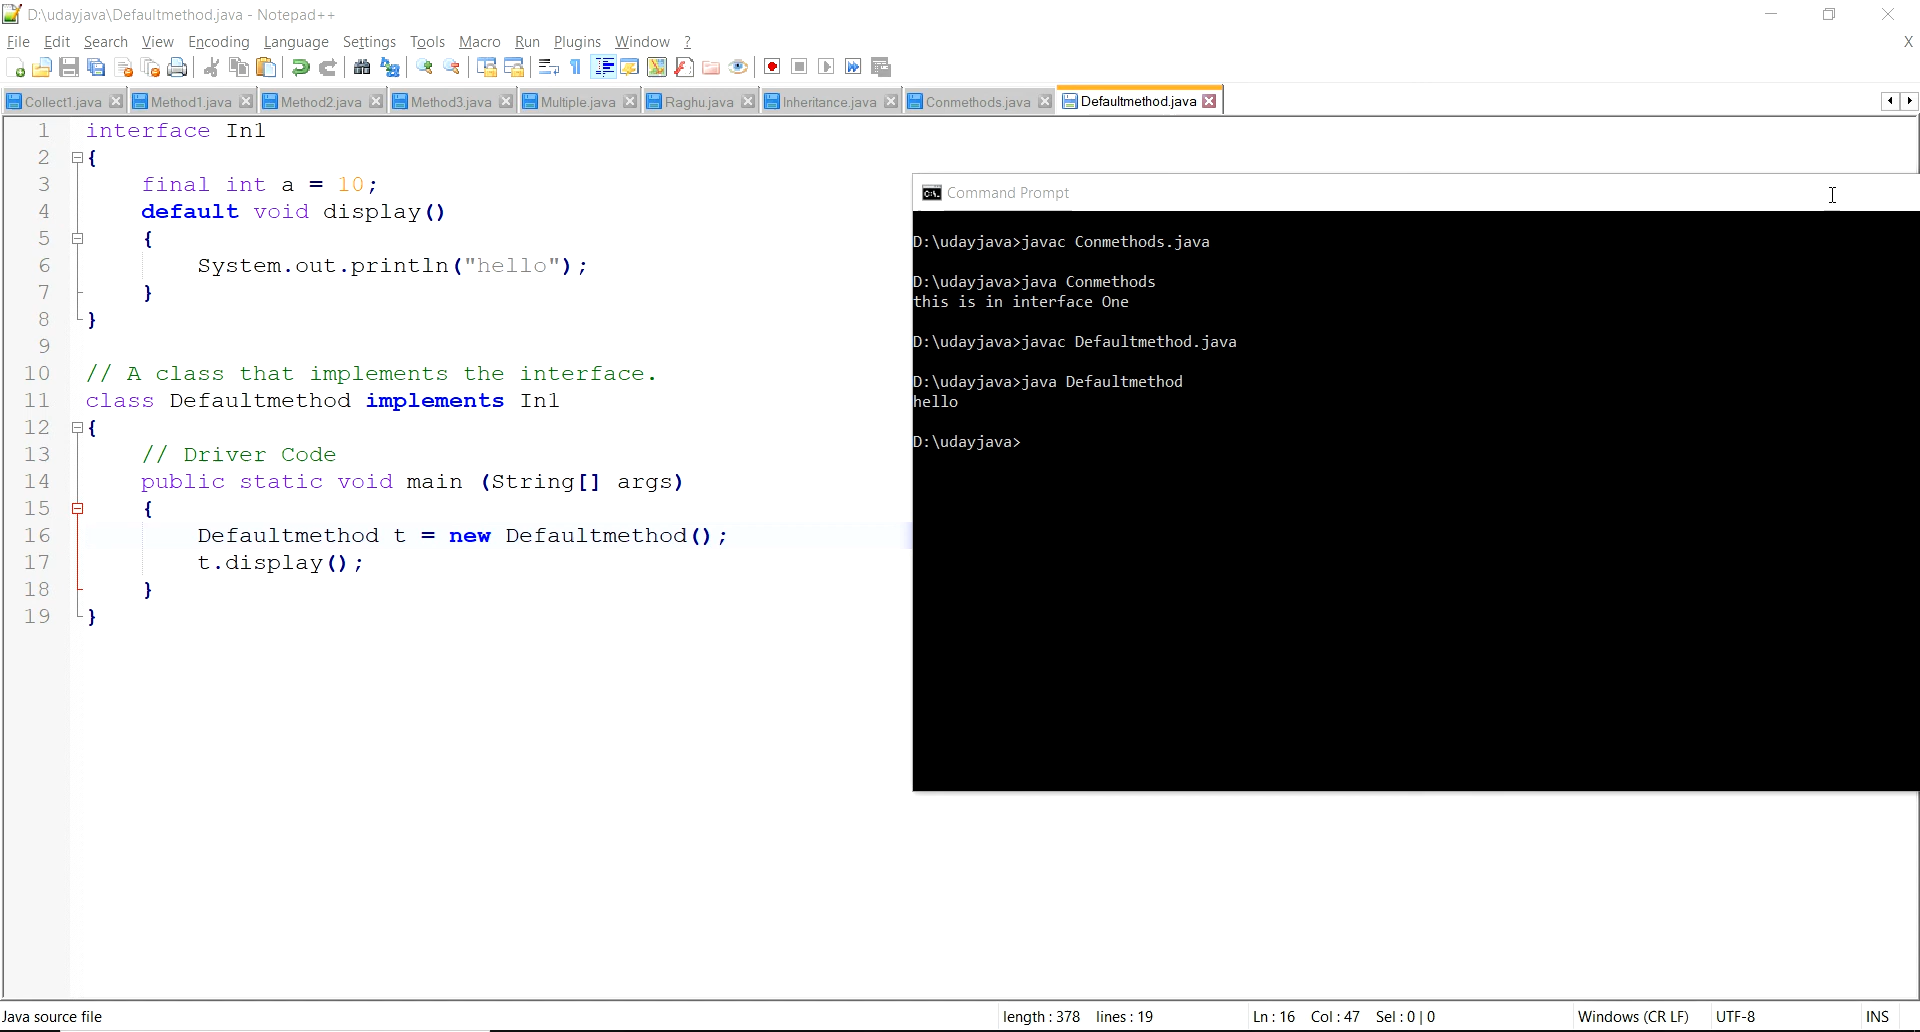 D:\udayjava\Defaultmethod.java - Notepad++
File Edit Search View Encoding Language Settings Tools Macro Run Plugins Window ?
X
Collect1.java Method1.java Method2.java Method3.java Multiple.java Raghu.java Inheritance.java Conmethods.java Defaultmethod.java
1 interface In1
2 {
3 final int a = 10;
4 default void display()
5 {
6 System.out.println("hello");
7 }
8 }
9
10 // A class that implements the interface.
11 class Defaultmethod implements In1
12 {
13 // Driver Code
14 public static void main (String[] args)
15 {
16 Defaultmethod t = new Defaultmethod();
17 t.display();
18 }
19 }
Command Prompt
D:\udayjava>javac Conmethods.java
D:\udayjava>java Conmethods
this is in interface One
D:\udayjava>javac Defaultmethod.java
D:\udayjava>java Defaultmethod
hello
D:\udayjava>
Java source file length : 378 lines : 19 Ln : 16 Col : 47 Sel : 0 | 0 Windows (CR LF) UTF-8 INS